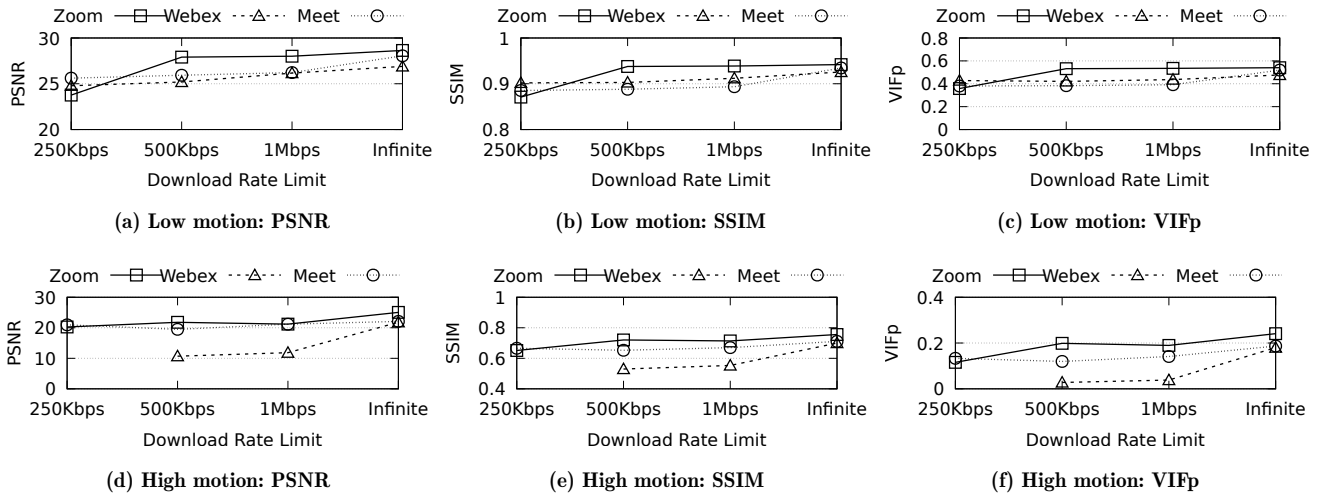 Zoom Webex Meet
PSNR
30
25
20
250Kbps 500Kbps 1Mbps Infinite
Download Rate Limit
(a) Low motion: PSNR
Zoom Webex Meet
SSIM
1
0.9
0.8
250Kbps 500Kbps 1Mbps Infinite
Download Rate Limit
(b) Low motion: SSIM
Zoom Webex Meet
VIFp
0.8
0.6
0.4
0.2
0
250Kbps 500Kbps 1Mbps Infinite
Download Rate Limit
(c) Low motion: VIFp
Zoom Webex Meet
PSNR
30
20
10
0
250Kbps 500Kbps 1Mbps Infinite
Download Rate Limit
(d) High motion: PSNR
Zoom Webex Meet
SSIM
1
0.8
0.6
0.4
250Kbps 500Kbps 1Mbps Infinite
Download Rate Limit
(e) High motion: SSIM
Zoom Webex Meet
VIFp
0.4
0.2
0
250Kbps 500Kbps 1Mbps Infinite
Download Rate Limit
(f) High motion: VIFp